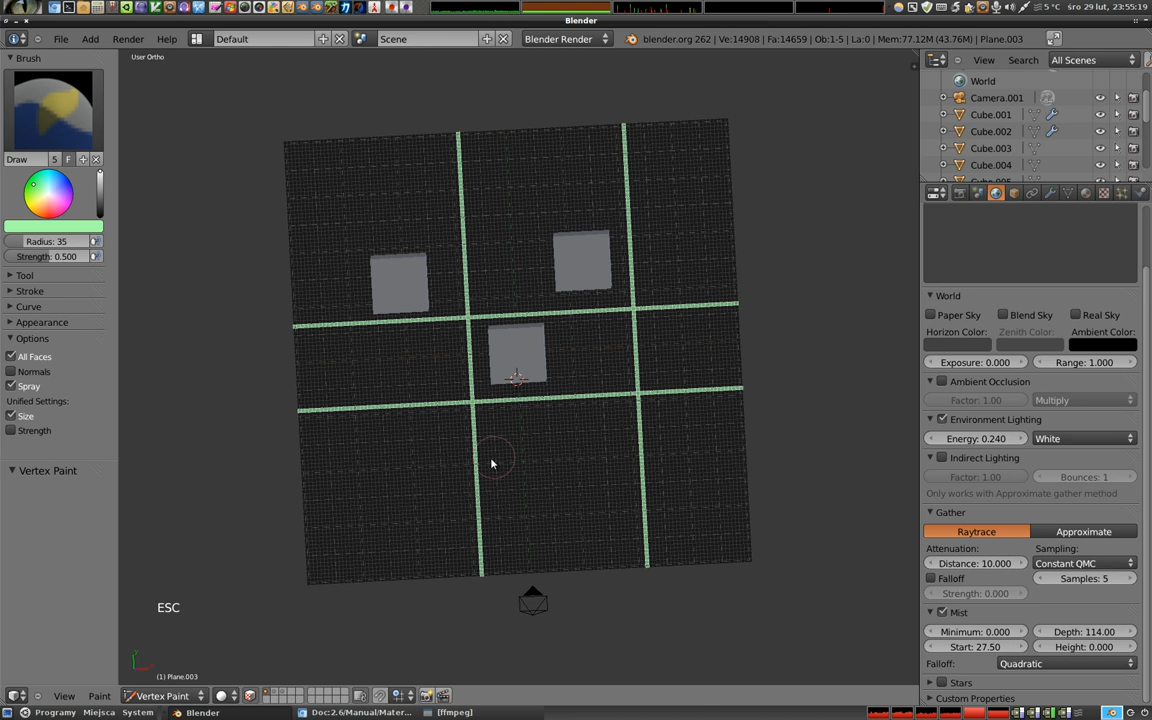 5 °C śro 29 lut, 23:55:19
Blender
File Add Render Help Default Scene Blender Render blender.org 262 | Ve:14908 | Fa:14659 | Ob:1-5 | La:0 | Mem:77.12M (43.76M) | Plane.003
Brush
User Ortho
View Search All Scenes
World
Camera.001
Cube.001
Cube.002
Cube.003
Cube.004
Draw 5 F
Radius: 35
Strength: 0.500
Tool
Stroke
Curve
Appearance
Options
All Faces
Normals
Spray
Unified Settings:
Size
Strength
Vertex Paint
World
Paper Sky Blend Sky Real Sky
Horizon Color: Zenith Color: Ambient Color:
Exposure: 0.000 Range: 1.000
Ambient Occlusion
Factor: 1.00 Multiply
Environment Lighting
Energy: 0.240 White
Indirect Lighting
Factor: 1.00 Bounces: 1
Only works with Approximate gather method
Gather
Raytrace Approximate
Attenuation: Sampling:
Distance: 10.000 Constant QMC
Falloff Samples: 5
Strength: 0.000
Mist
Minimum: 0.000 Depth: 114.00
Start: 27.50 Height: 0.000
Falloff: Quadratic
Stars
Custom Properties
ESC
(1) Plane.003
View Paint Vertex Paint
Programy Miejsca System Blender Doc:2.6/Manual/Mater... [ffmpeg]